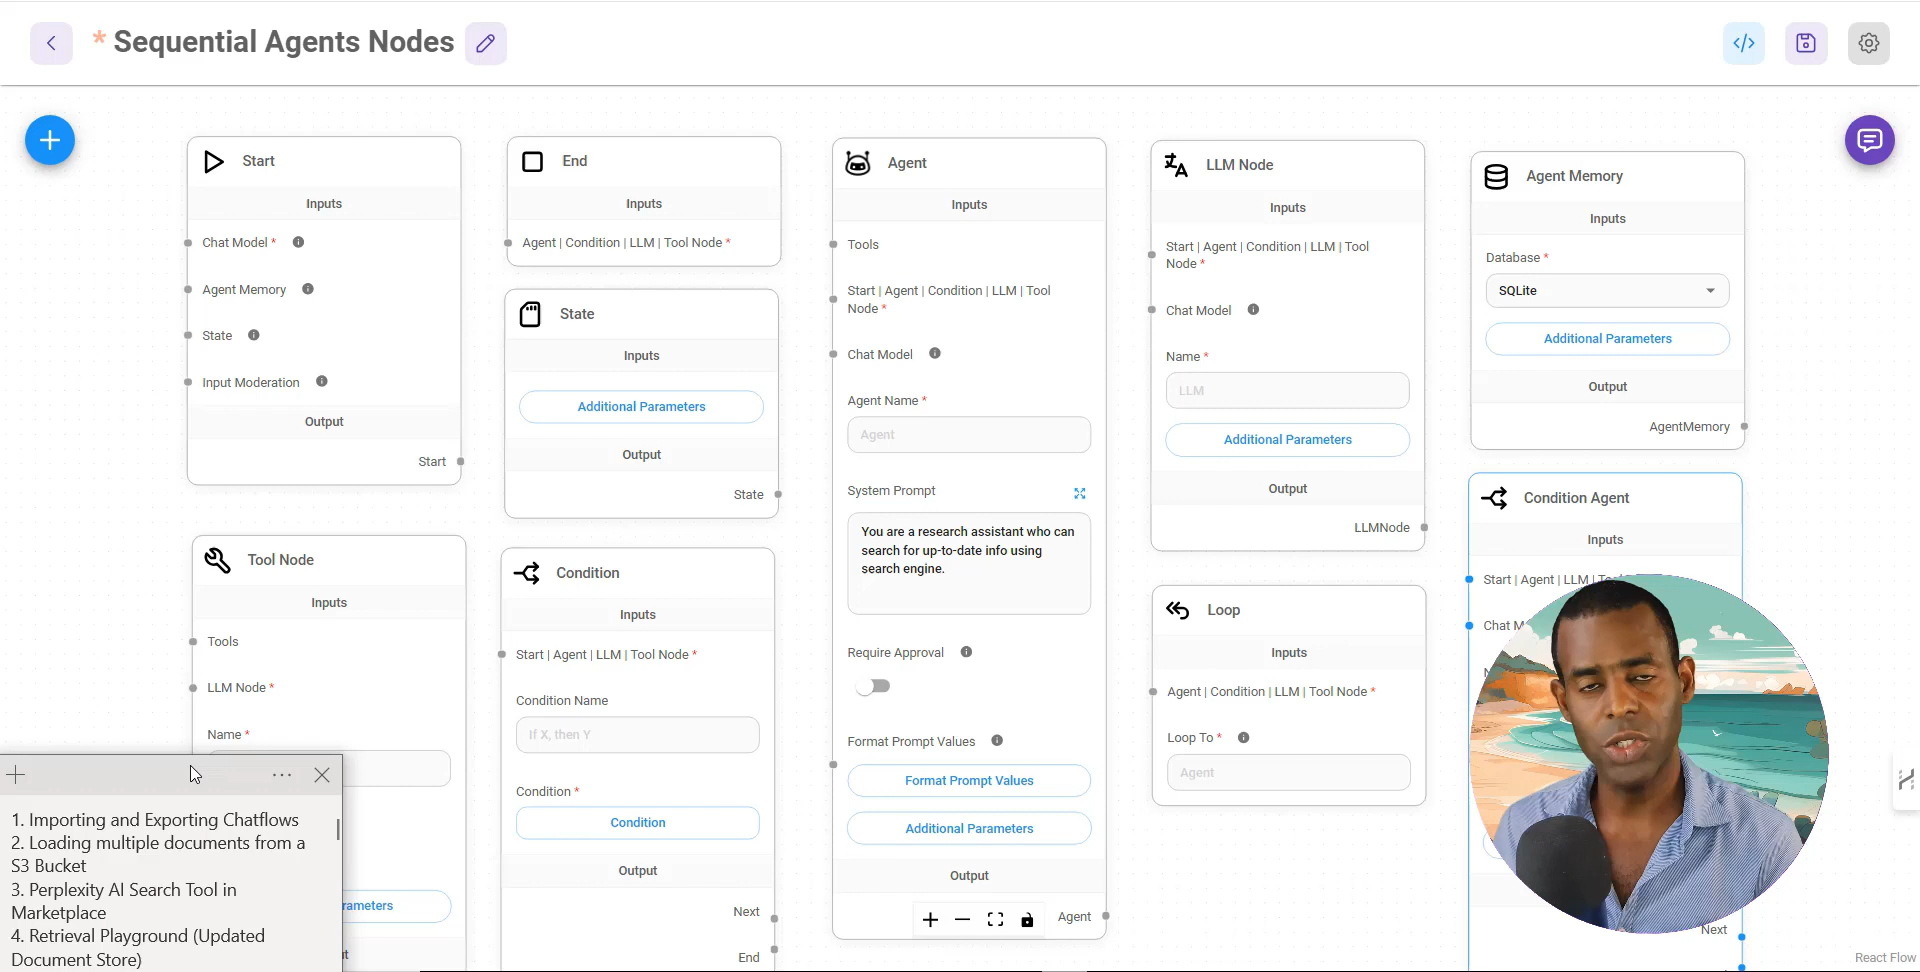 * Sequential Agents Nodes
Start
Inputs
Chat Model *
Agent Memory
State
Input Moderation
Output
Start
End
Inputs
Agent | Condition | LLM | Tool Node *
State
Inputs
Additional Parameters
Output
State
Agent
Inputs
Tools
Start | Agent | Condition | LLM | Tool
Node *
Chat Model
Agent Name *
Agent
System Prompt
You are a research assistant who can
search for up-to-date info using
search engine.
Require Approval
Format Prompt Values
Format Prompt Values
Additional Parameters
Output
Agent
LLM Node
Inputs
Start | Agent | Condition | LLM | Tool
Node *
Chat Model
Name *
LLM
Additional Parameters
Output
LLMNode
Agent Memory
Inputs
Database *
SQLite
Additional Parameters
Output
AgentMemory
Tool Node
Inputs
Tools
LLM Node *
Name *
rameters
Condition
Inputs
Start | Agent | LLM | Tool Node *
Condition Name
If X, then Y
Condition *
Condition
Output
Next
End
Loop
Inputs
Agent | Condition | LLM | Tool Node *
Loop To *
Agent
Condition Agent
Inputs
Start | Agent | LLM |
Chat M
Next
1. Importing and Exporting Chatflows
2. Loading multiple documents from a
S3 Bucket
3. Perplexity AI Search Tool in
Marketplace
4. Retrieval Playground (Updated
Document Store)
React Flow